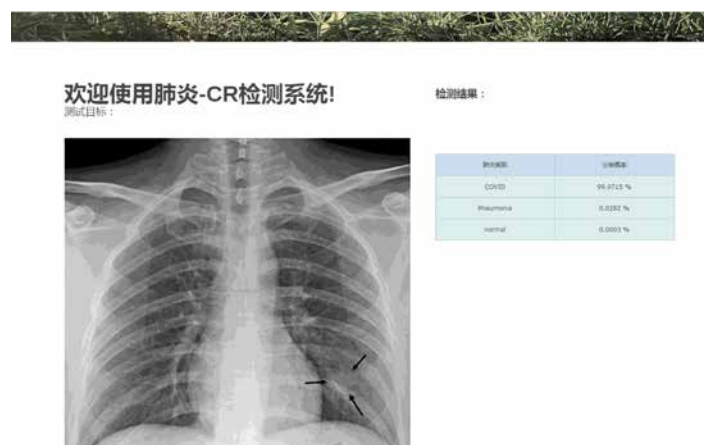 欢迎使用肺炎-CR检测系统!
测试目标：
检测结果：
COVID 99.9715 %
Pneumonia 0.0282 %
normal 0.0003 %